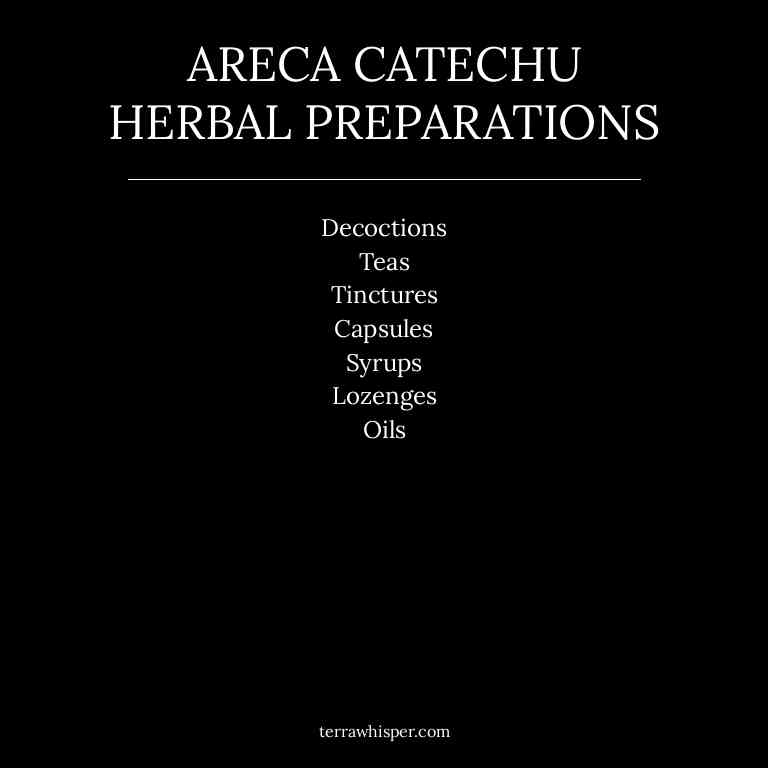 ARECA CATECHU
HERBAL PREPARATIONS
Decoctions
Teas
Tinctures
Capsules
Syrups
Lozenges
Oils
terrawhisper.com